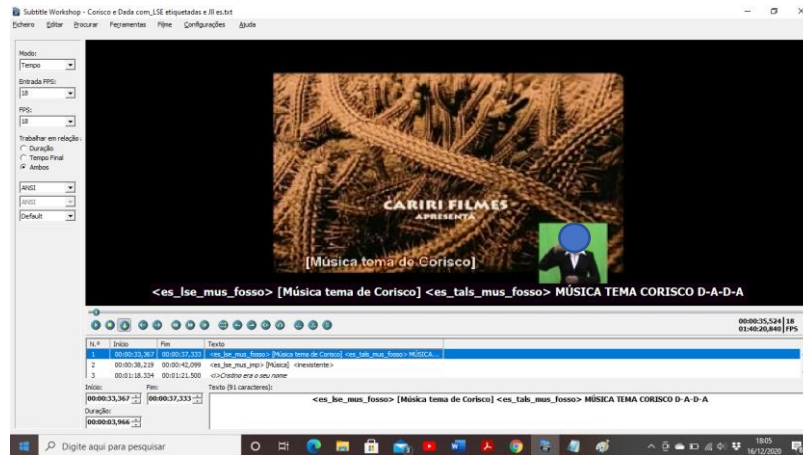 Subtitle Workshop - Corisco e Dada com_LSE etiquetadas e JII es.txt
Ficheiro Editar Procurar Ferramentas Filme Configurações Ajuda
Modo:
Tempo
Entrada FPS:
18
FPS:
18
Trabalhar em relação a:
Duração
Tempo Final
Ambos
ANSI
ANSI
Default
CARIRI FILMES
APRESENTA
[Música tema de Corisco]
<es_lse_mus_fosso> [Música tema de Corisco] <es_tals_mus_fosso> MÚSICA TEMA CORISCO D-A-D-A
00:00:35,524 18
01:40:20,840 FPS
N.º Início Fim Texto
1 00:00:33,367 00:00:37,333 <es_lse_mus_fosso> [Música tema de Corisco] <es_tals_mus_fosso> MÚSICA...
2 00:00:38,219 00:00:42,099 <es_lse_mus_imp> [Música] <inexistente>
3 00:01:18.334 00:01:21.500 <i>Cristino era o seu nome
Início: Fim: Texto (91 caracteres):
00:00:33,367 00:00:37,333
<es_lse_mus_fosso> [Música tema de Corisco] <es_tals_mus_fosso> MÚSICA TEMA CORISCO D-A-D-A
Duração:
00:00:03,966
Digite aqui para pesquisar
18:05
16/12/2020